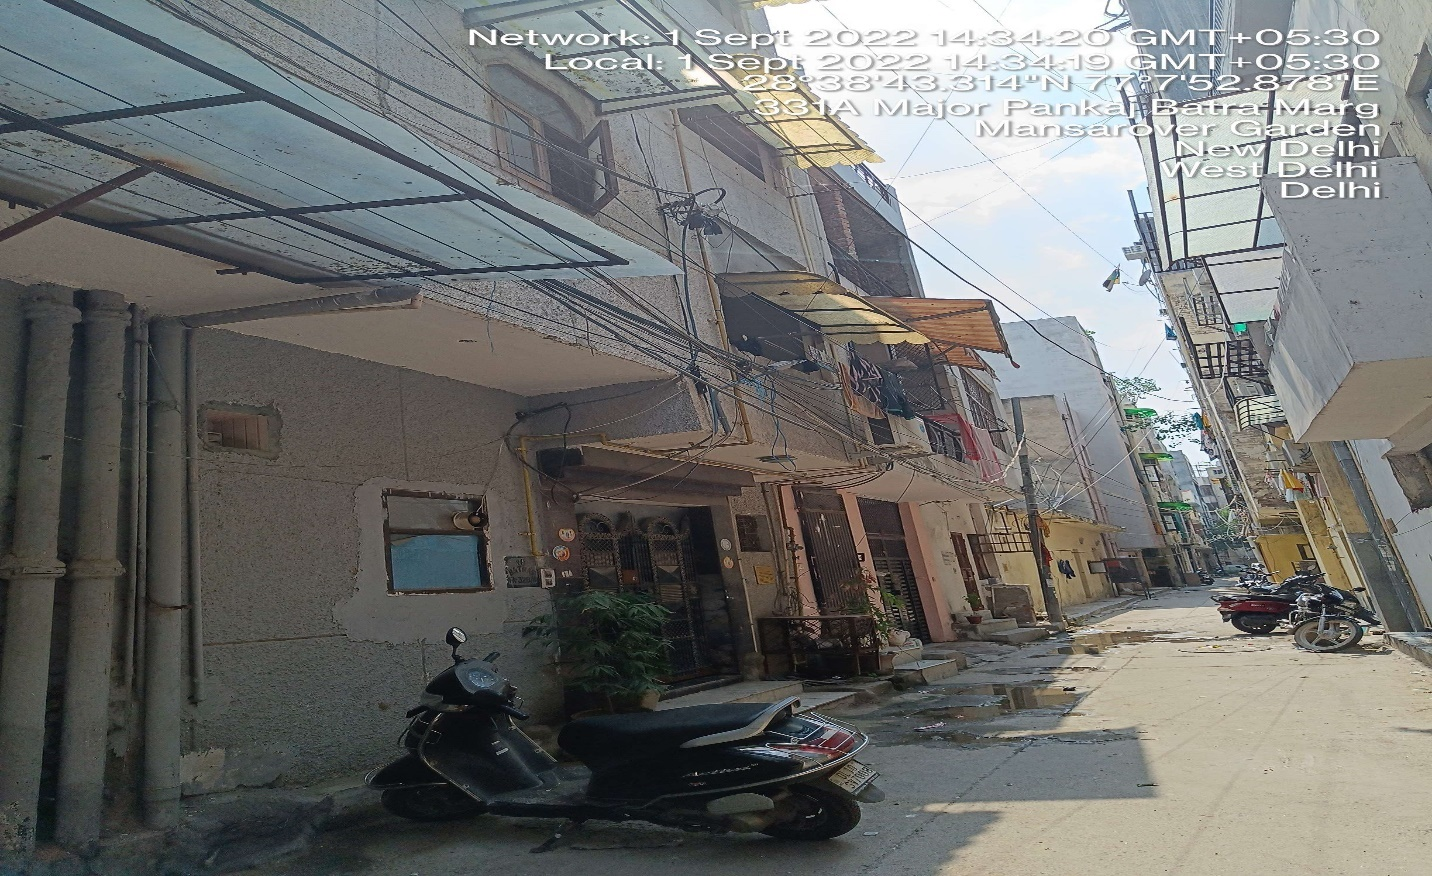 Network: 1 Sept 2022 14:34:20 GMT+05:30
Local: 1 Sept 2022 14:34:19 GMT+05:30
28°38'43.314"N 77°7'52.878"E
331A Major Pankaj Batra Marg
Mansarover Garden
New Delhi
West Delhi
Delhi
Activa